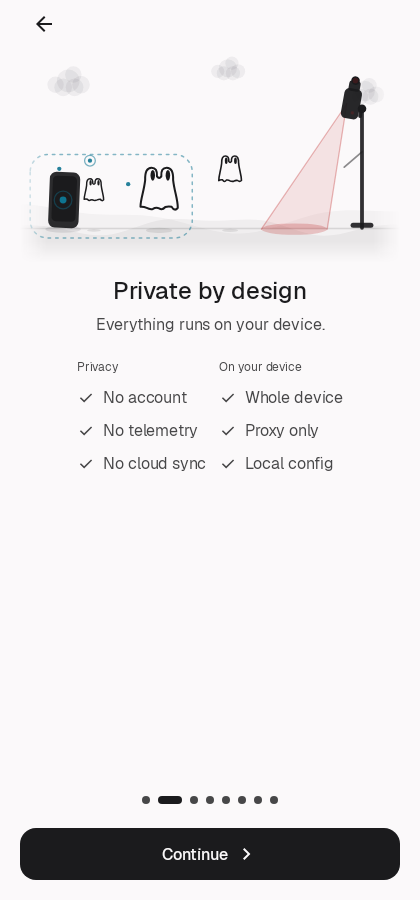 Private by design
Everything runs on your device.
Privacy
No account
No telemetry
No cloud sync
On your device
Whole device
Proxy only
Local config
Continue